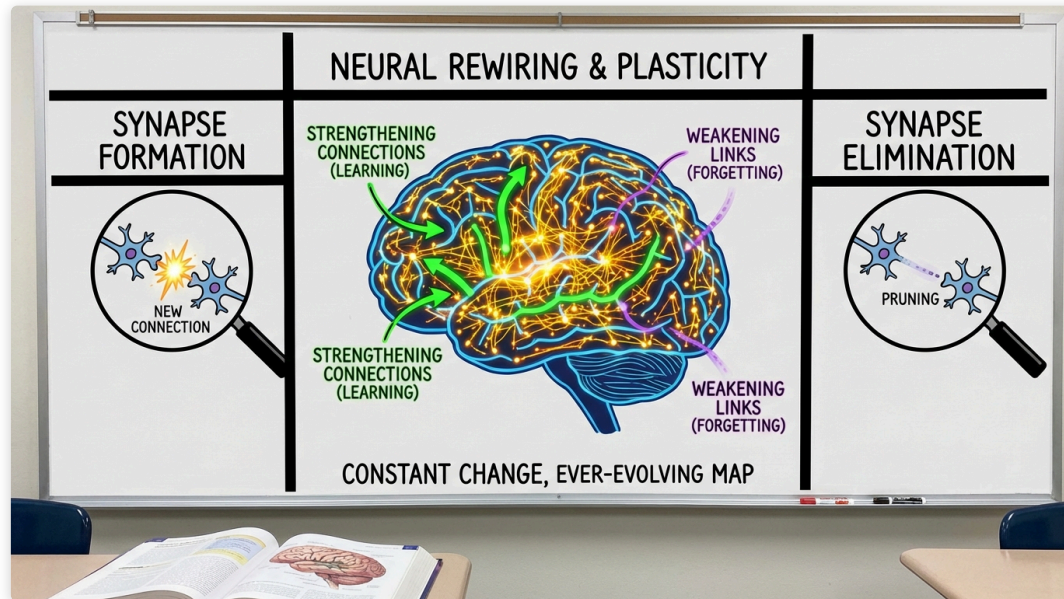 NEURAL REWIRING & PLASTICITY
SYNAPSE
FORMATION
NEW
CONNECTION
STRENGTHENING
CONNECTIONS
(LEARNING)
STRENGTHENING
CONNECTIONS
(LEARNING)
WEAKENING
LINKS
(FORGETTING)
WEAKENING
LINKS
(FORGETTING)
CONSTANT CHANGE, EVER-EVOLVING MAP
SYNAPSE
ELIMINATION
PRUNING